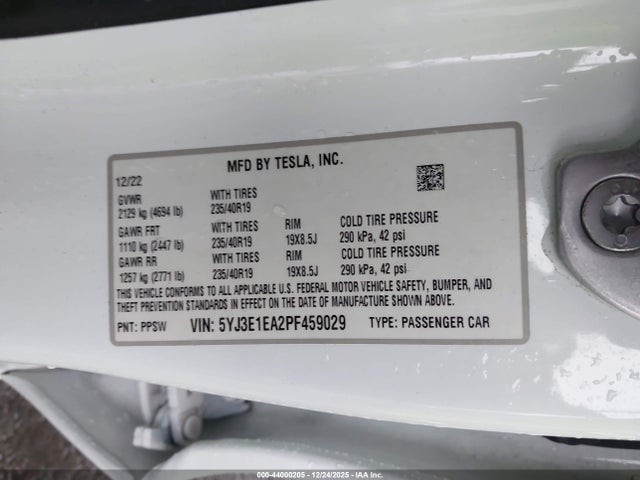 MFD BY TESLA, INC.
12/22
GVWR WITH TIRES
2129 kg (4694 lb) 235/40R19
GAWR FRT WITH TIRES RIM COLD TIRE PRESSURE
1110 kg (2447 lb) 235/40R19 19X8.5J 290 kPa, 42 psi
GAWR RR WITH TIRES RIM COLD TIRE PRESSURE
1257 kg (2771 lb) 235/40R19 19X8.5J 290 kPa, 42 psi
THIS VEHICLE CONFORMS TO ALL APPLICABLE U.S. FEDERAL MOTOR VEHICLE SAFETY, BUMPER, AND
THEFT PREVENTION STANDARDS IN EFFECT ON THE DATE OF MANUFACTURE SHOWN ABOVE.
PNT: PPSW VIN: 5YJ3E1EA2PF459029 TYPE: PASSENGER CAR
000-44000205 - 12/24/2025 - IAAI